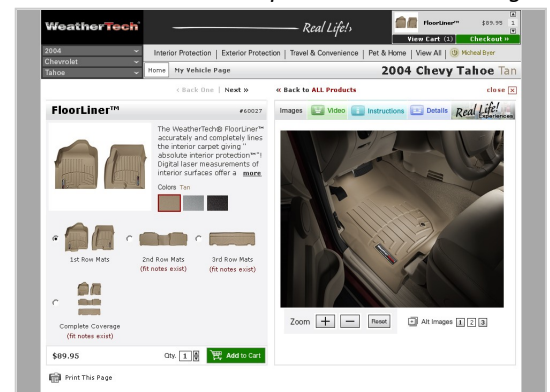 WeatherTech®
Real Life!®
FloorLiner™ $89.95 1
View Cart (1) Checkout »
2004
Chevrolet
Tahoe
Interior Protection | Exterior Protection | Travel & Convenience | Pet & Home | View All | Micheal Byer
Home My Vehicle Page
2004 Chevy Tahoe Tan
‹ Back One | Next »
« Back to ALL Products
close x
FloorLiner™ #60027
The WeatherTech® FloorLiner™
accurately and completely lines
the interior carpet giving "
absolute interior protection™"!
Digital laser measurements of
interior surfaces offer a more
Colors Tan
1st Row Mats
2nd Row Mats
(fit notes exist)
3rd Row Mats
(fit notes exist)
Complete Coverage
(fit notes exist)
$89.95 Qty. 1 Add to Cart
Print This Page
Images Video Instructions Details Real Life! Experiences
Zoom + — Reset Alt Images 1 2 3